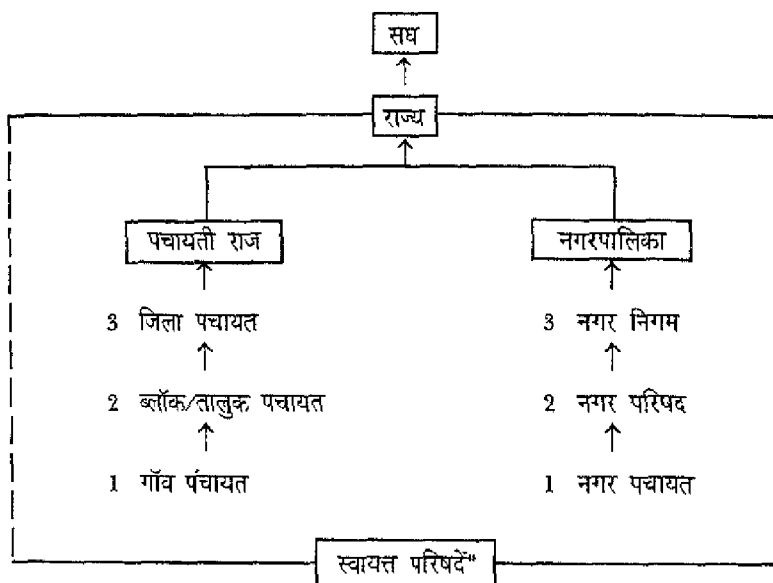 सघ
राज्य
पचायती राज
नगरपालिका
3 जिला पचायत
3 नगर निगम
2 ब्लॉक/तालुक पचायत
2 नगर परिषद
1 गॉव पंचायत
1 नगर पचायत
स्वायत्त परिषदें"